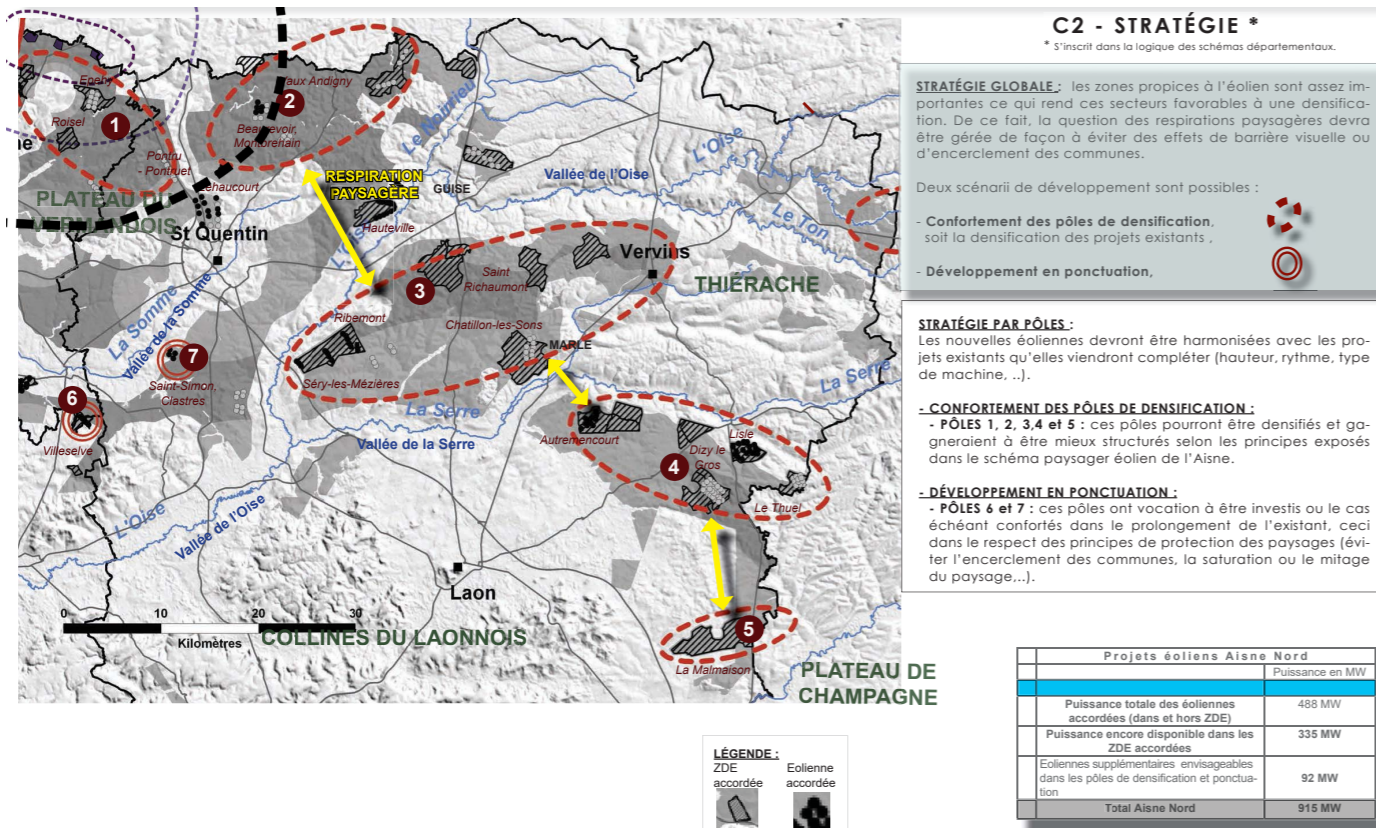 C2 - STRATÉGIE *
* S'inscrit dans la logique des schémas départementaux.
STRATÉGIE GLOBALE : les zones propices à l'éolien sont assez im-
portantes ce qui rend ces secteurs favorables à une densifica-
tion. De ce fait, la question des respirations paysagères devra
être gérée de façon à éviter des effets de barrière visuelle ou
d'encerclement des communes.
Deux scénarii de développement sont possibles :
- Confortement des pôles de densification,
soit la densification des projets existants ,
- Développement en ponctuation,
STRATÉGIE PAR PÔLES :
Les nouvelles éoliennes devront être harmonisées avec les pro-
jets existants qu'elles viendront compléter (hauteur, rythme, type
de machine, ..).
- CONFORTEMENT DES PÔLES DE DENSIFICATION :
- PÔLES 1, 2, 3,4 et 5 : ces pôles pourront être densifiés et ga-
gneraient à être mieux structurés selon les principes exposés
dans le schéma paysager éolien de l'Aisne.
- DÉVELOPPEMENT EN PONCTUATION :
- PÔLES 6 et 7 : ces pôles ont vocation à être investis ou le cas
échéant confortés dans le prolongement de l'existant, ceci
dans le respect des principes de protection des paysages (évi-
ter l'encerclement des communes, la saturation ou le mitage
du paysage,..).
Epehy
Roisel
1
ne
Pontru
- Pontruet
PLATEAU DU
VERMANDOIS
Vaux Andigny
2
Beaurevoir,
Montbrehain
Lehaucourt
St Quentin
Le Noirrieu
RESPIRATION
PAYSAGÈRE
GUISE
Hauteville
L'Oise
Vallée de l'Oise
L'Oise
Le Ton
Vervins
THIÉRACHE
Saint
Richaumont
3
Ribemont
Chatillon-les-Sons
MARLE
Séry-les-Mézières
La Somme
Vallée de la Somme
7
Saint-Simon,
Clastres
6
Villeselve
La Serre
Vallée de la Serre
La Serre
Autremencourt
Lislé
Dizy le
Gros
4
Le Thuel
L'Oise
Vallée de l'Oise
Laon
5
La Malmaison
0
10
20
30
Kilomètres
COLLINES DU LAONNOIS
PLATEAU DE
CHAMPAGNE
LÉGENDE :
ZDE
accordée
Eolienne
accordée
Projets éoliens Aisne Nord
Puissance en MW
Puissance totale des éoliennes
accordées (dans et hors ZDE)
488 MW
Puissance encore disponible dans les
ZDE accordées
335 MW
Eoliennes supplémentaires envisageables
dans les pôles de densification et ponctua-
tion
92 MW
Total Aisne Nord
915 MW